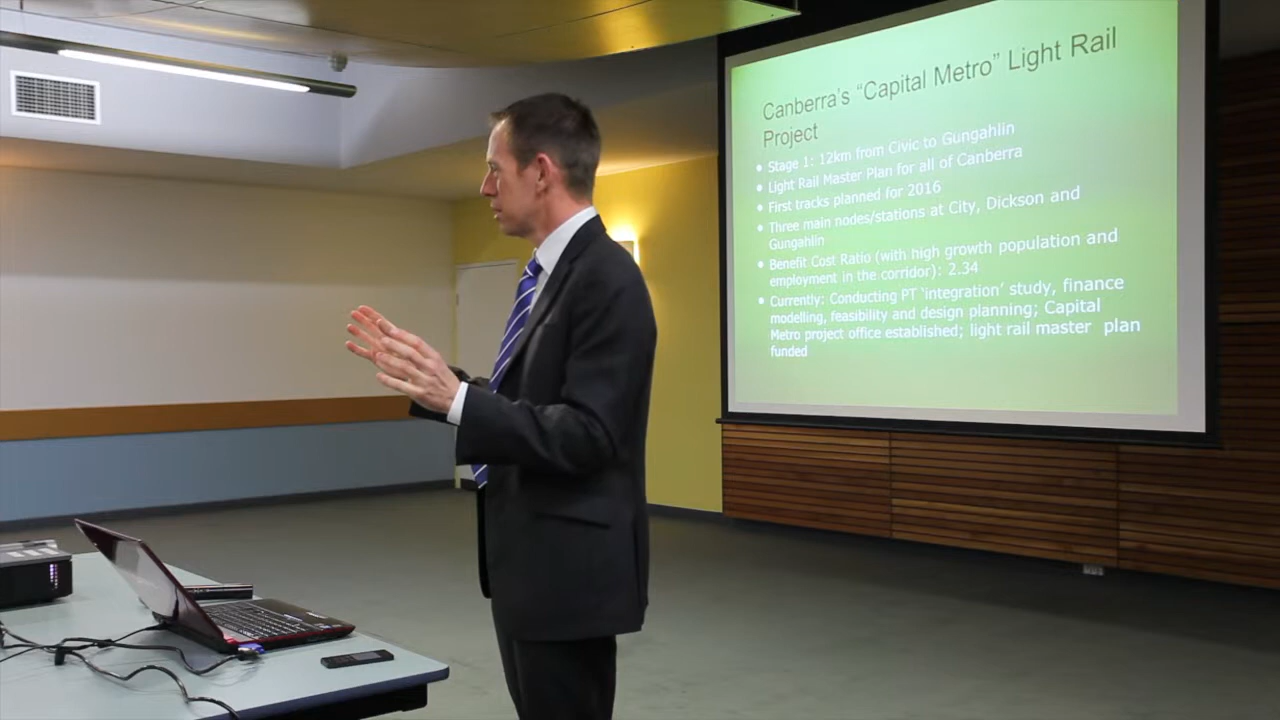 Canberra's "Capital Metro" Light Rail
Project
• Stage 1: 12km from Civic to Gungahlin
• Light Rail Master Plan for all of Canberra
• First tracks planned for 2016
• Three main nodes/stations at City, Dickson and
Gungahlin
• Benefit Cost Ratio (with high growth population and
employment in the corridor): 2.34
• Currently: Conducting PT 'integration' study, finance
modelling, feasibility and design planning; Capital
Metro project office established; light rail master plan
funded